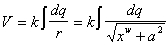 V = k∫ dq/r = k∫ dq/√(x^w + a^2)